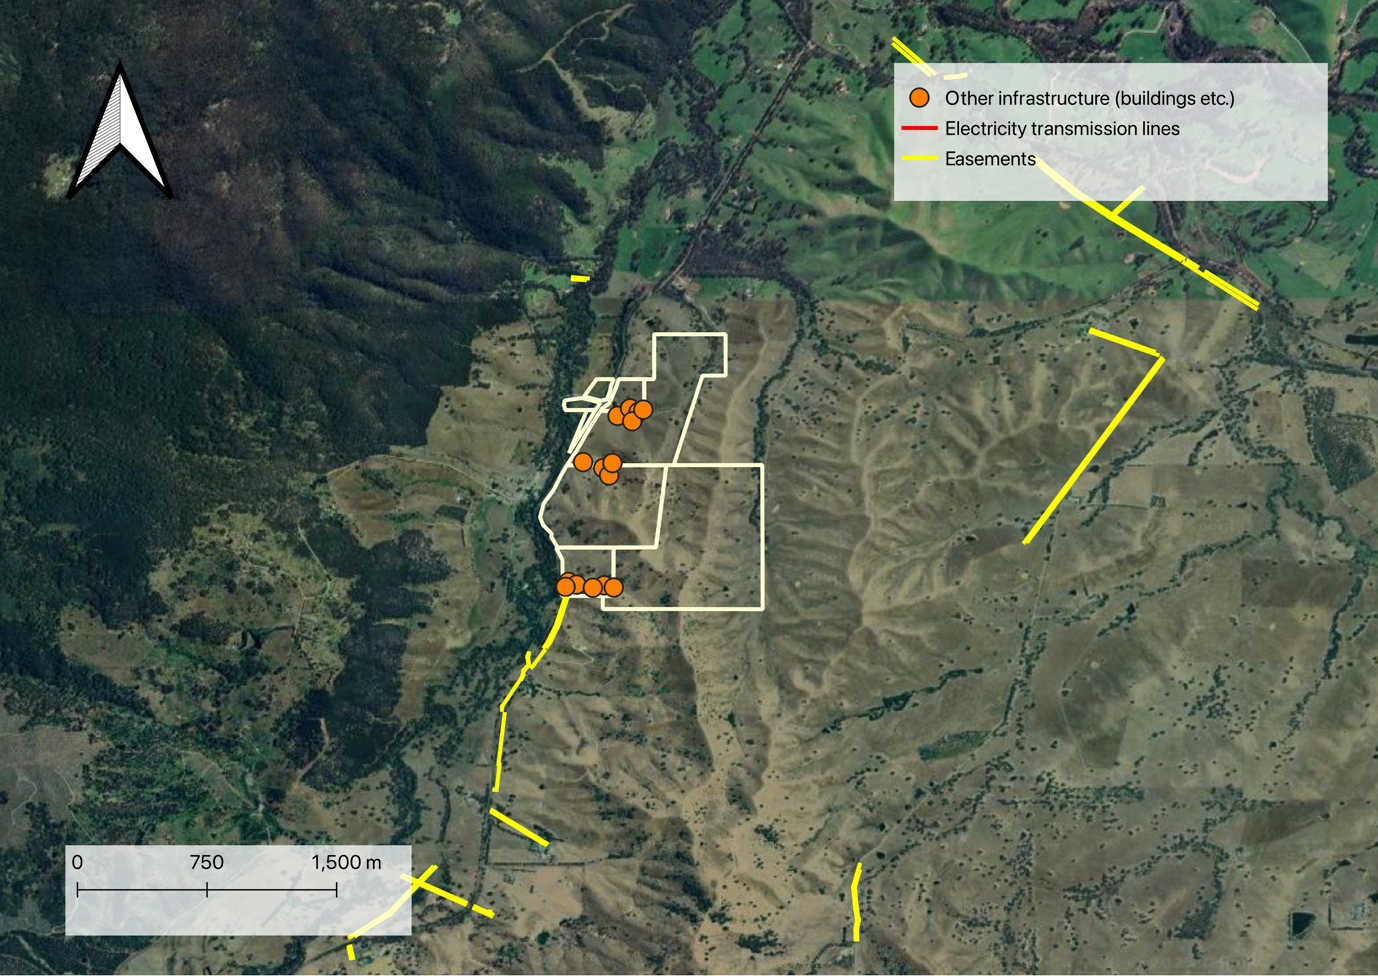 Other infrastructure (buildings etc.)
Electricity transmission lines
Easements
0 750 1,500 m